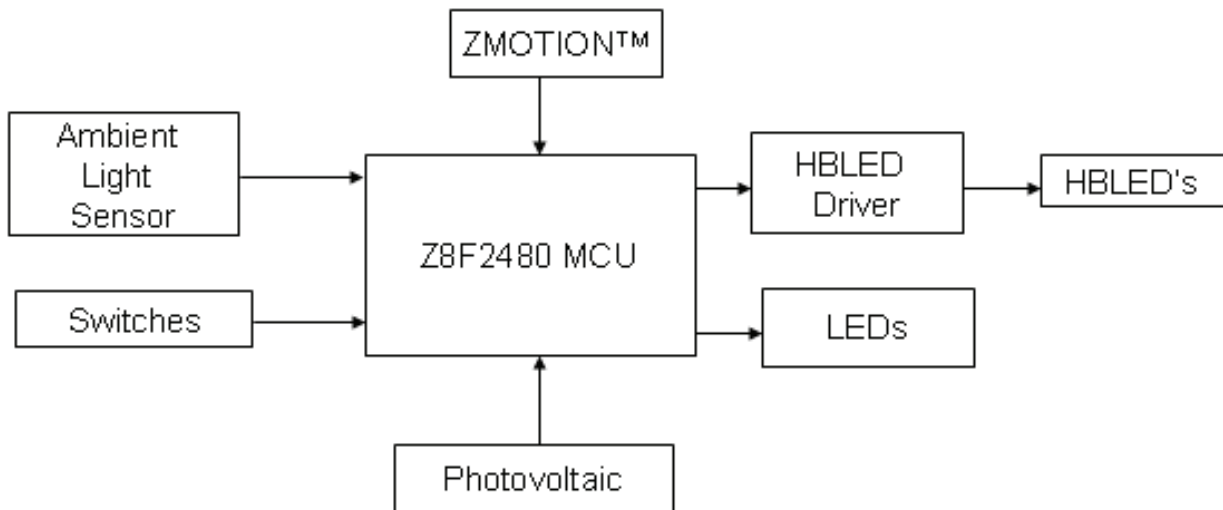 ZMOTION™
Ambient
Light
Sensor
HBLED
Driver
HBLED's
Z8F2480 MCU
Switches
LEDs
Photovoltaic